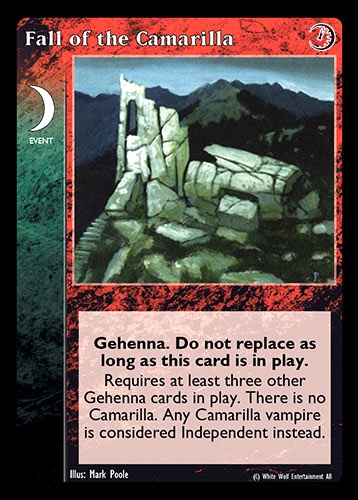 Fall of the Camarilla
EVENT
Gehenna. Do not replace as
long as this card is in play.
Requires at least three other
Gehenna cards in play. There is no
Camarilla. Any Camarilla vampire
is considered Independent instead.
Illus: Mark Poole
(C) White Wolf Entertainment AB